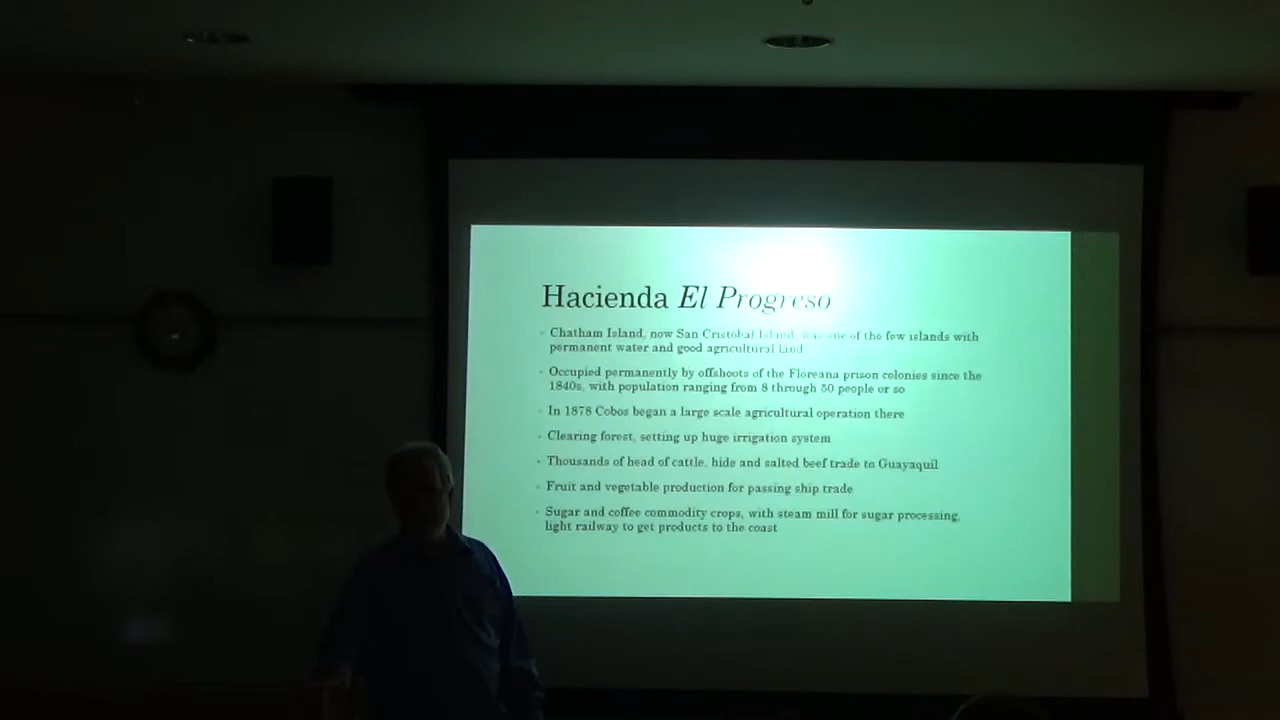 Hacienda El Progreso
Chatham Island, now San Cristobal Island, was one of the few islands with
permanent water and good agricultural land
Occupied permanently by offshoots of the Floreana prison colonies since the
1840s, with population ranging from 8 through 50 people or so
In 1878 Cobos began a large scale agricultural operation there
Clearing forest, setting up huge irrigation system
Thousands of head of cattle, hide and salted beef trade to Guayaquil
Fruit and vegetable production for passing ship trade
Sugar and coffee commodity crops, with steam mill for sugar processing,
light railway to get products to the coast